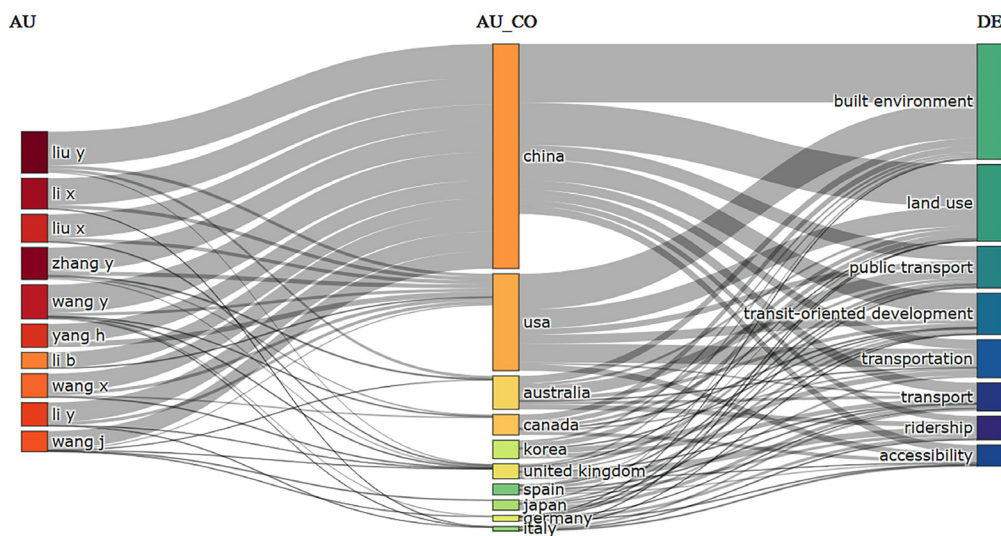 AU
AU_CO
DE
liu y
li x
liu x
zhang y
wang y
yang h
li b
wang x
li y
wang j
china
usa
australia
canada
korea
united kingdom
spain
japan
germany
italy
built environment
land use
public transport
transit-oriented development
transportation
transport
ridership
accessibility